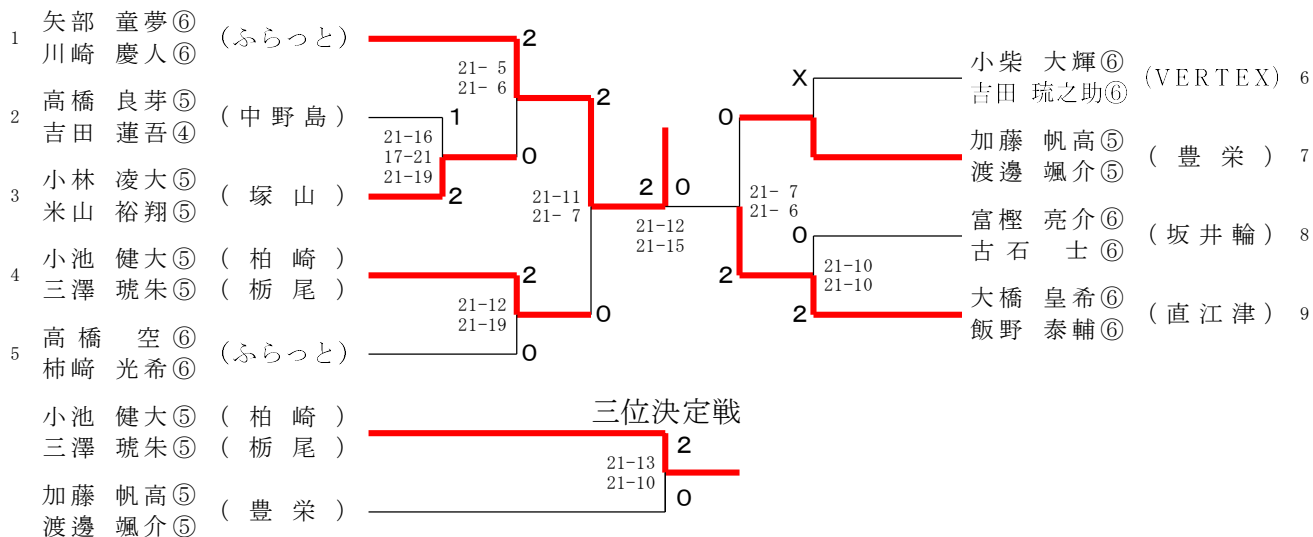 1 矢部 童夢⑥ (ふらっと)
川崎 慶人⑥
2 高橋 良芽⑤ (中野島)
吉田 蓮吾④
3 小林 凌大⑤ (塚山)
米山 裕翔⑤
4 小池 健大⑤ (柏崎)
三澤 琥朱⑤ (栃尾)
5 高橋 空⑥ (ふらっと)
柿﨑 光希⑥
2
21- 5
21- 6
0
1
21-16
17-21
21-19
2
2
21-11
21- 7
0
2
21-12
21-19
0
2 0
21-12
21-15
0
21- 7
21- 6
2
X
0
21-10
21-10
2
小柴 大輝⑥ (VERTEX) 6
吉田 琉之助⑥
加藤 帆高⑤ (豊栄) 7
渡邊 颯介⑤
富樫 亮介⑥ (坂井輪) 8
古石 士⑥
大橋 皇希⑥ (直江津) 9
飯野 泰輔⑥
三位決定戦
小池 健大⑤ (柏崎)
三澤 琥朱⑤ (栃尾)
加藤 帆高⑤ (豊栄)
渡邊 颯介⑤
2
21-13
21-10
0